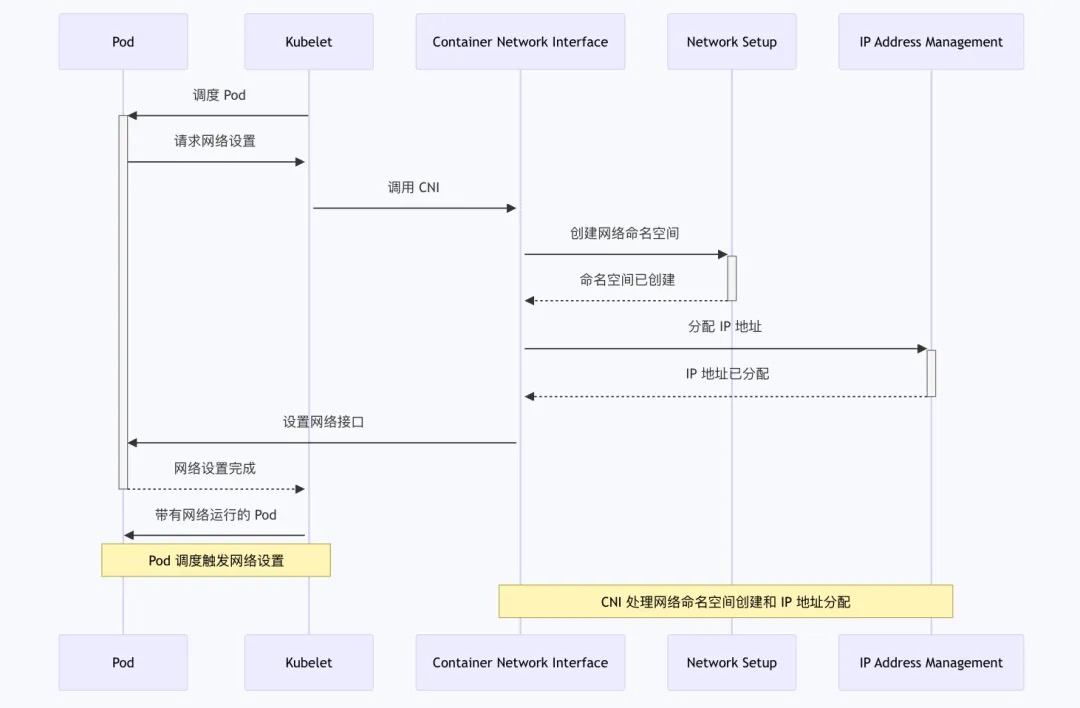 Pod
Kubelet
Container Network Interface
Network Setup
IP Address Management
调度 Pod
请求网络设置
调用 CNI
创建网络命名空间
命名空间已创建
分配 IP 地址
IP 地址已分配
设置网络接口
网络设置完成
带有网络运行的 Pod
Pod 调度触发网络设置
CNI 处理网络命名空间创建和 IP 地址分配
Pod
Kubelet
Container Network Interface
Network Setup
IP Address Management